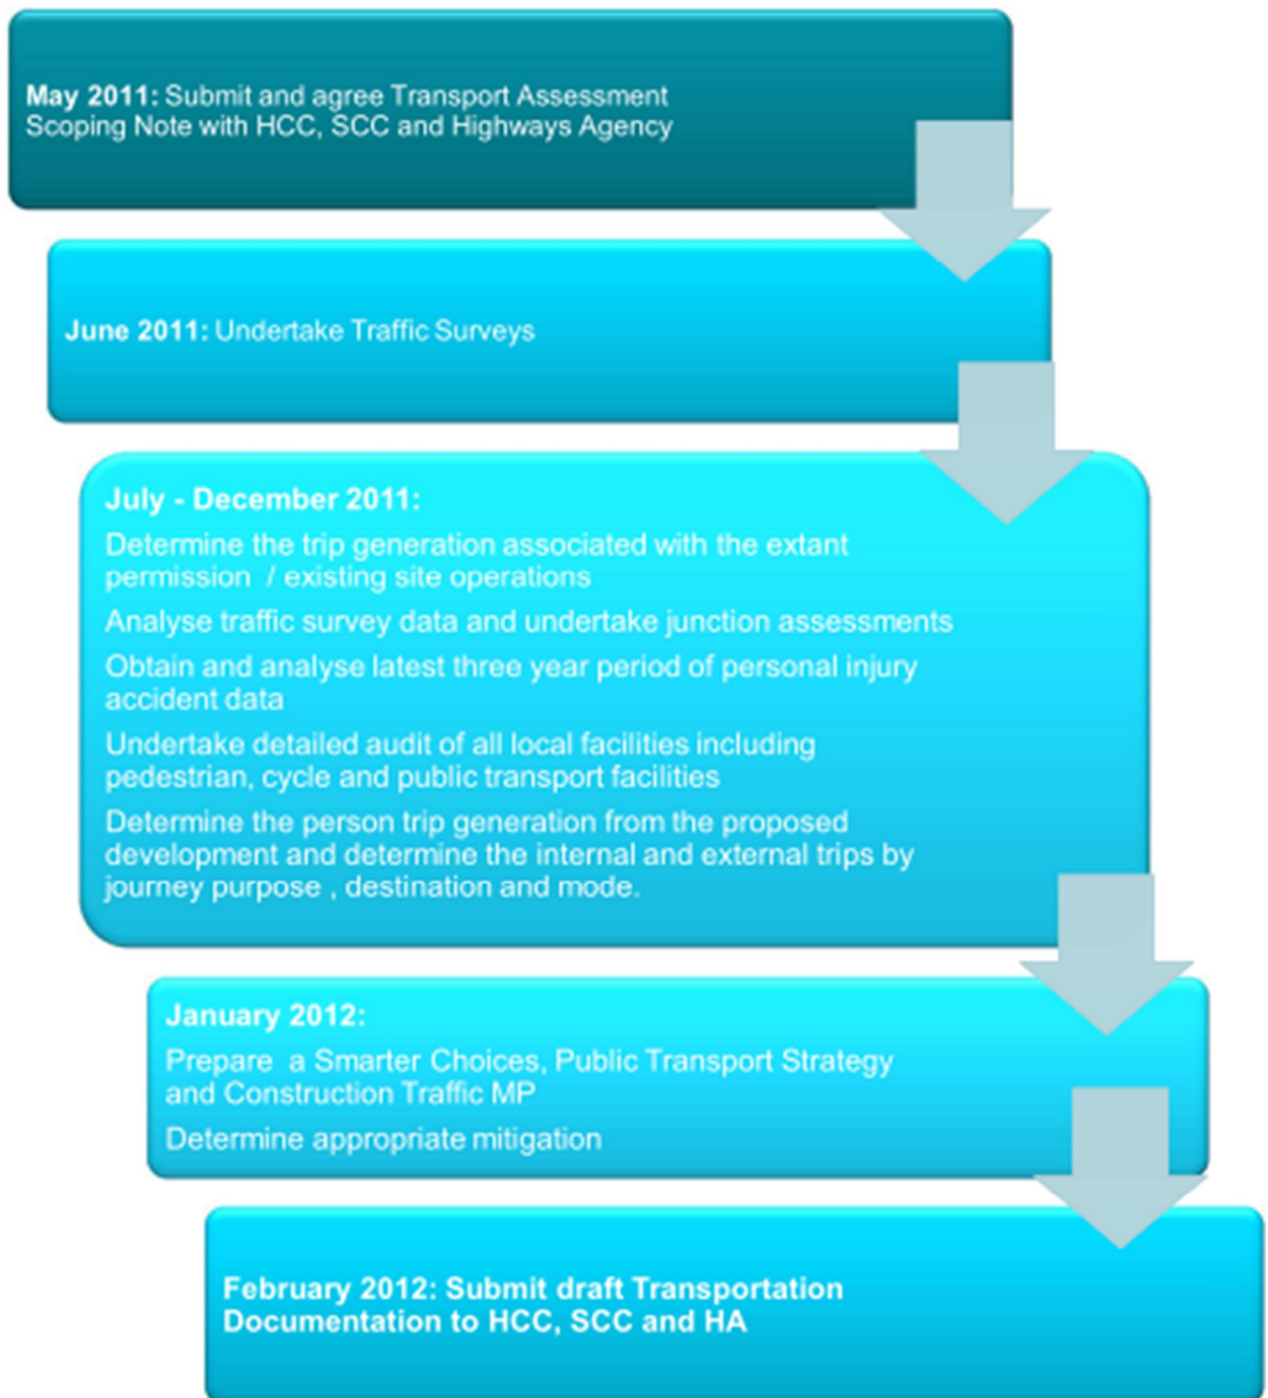 May 2011: Submit and agree Transport Assessment
Scoping Note with HCC, SCC and Highways Agency
June 2011: Undertake Traffic Surveys
July - December 2011:
Determine the trip generation associated with the extant
permission / existing site operations
Analyse traffic survey data and undertake junction assessments
Obtain and analyse latest three year period of personal injury
accident data
Undertake detailed audit of all local facilities including
pedestrian, cycle and public transport facilities
Determine the person trip generation from the proposed
development and determine the internal and external trips by
journey purpose , destination and mode.
January 2012:
Prepare a Smarter Choices, Public Transport Strategy
and Construction Traffic MP
Determine appropriate mitigation
February 2012: Submit draft Transportation
Documentation to HCC, SCC and HA